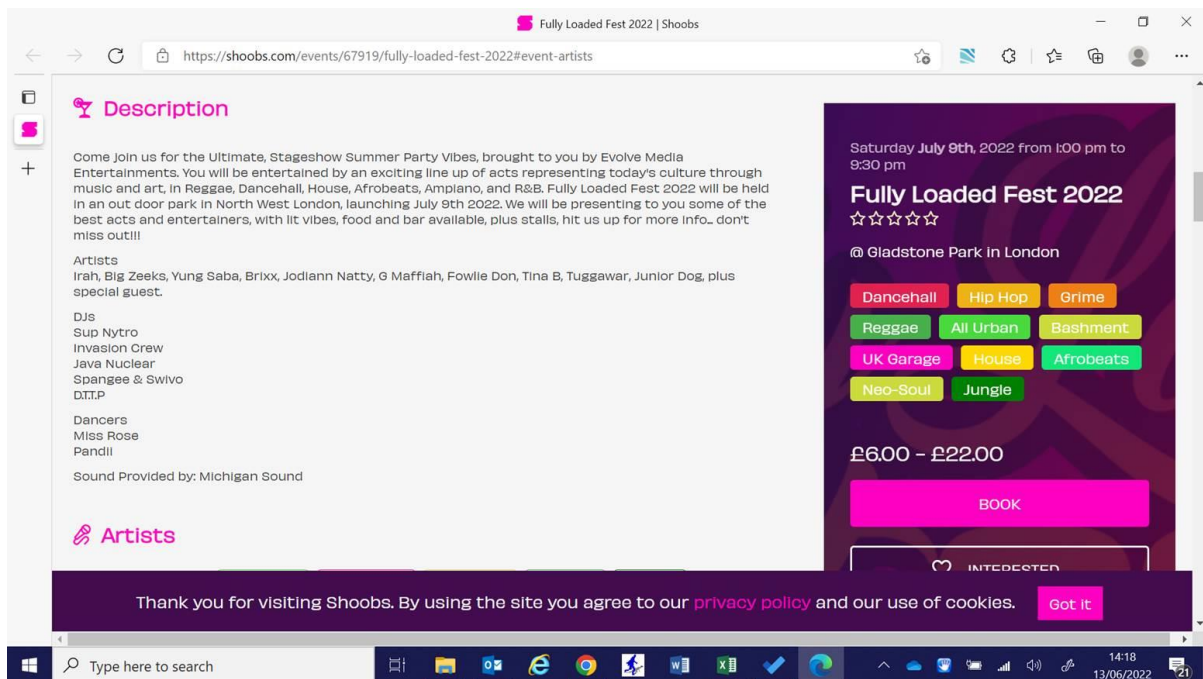 Fully Loaded Fest 2022 | Shoobs
https://shoobs.com/events/67919/fully-loaded-fest-2022#event-artists
Description
Come join us for the Ultimate, Stageshow Summer Party Vibes, brought to you by Evolve Media
Entertainments. You will be entertained by an exciting line up of acts representing today's culture through
music and art, in Reggae, Dancehall, House, Afrobeats, Ampiano, and R&B. Fully Loaded Fest 2022 will be held
in an out door park in North West London, launching July 9th 2022. We will be presenting to you some of the
best acts and entertainers, with lit vibes, food and bar available, plus stalls, hit us up for more info... don't
miss out!!!
Artists
Irah, Big Zeeks, Yung Saba, Brixx, Jodiann Natty, G Maffiah, Fowlie Don, Tina B, Tuggawar, Junior Dog, plus
special guest.
DJs
Sup Nytro
Invasion Crew
Java Nuclear
Spangee & Swivo
D.T.T.P
Dancers
Miss Rose
Pandii
Sound Provided by: Michigan Sound
Artists
Saturday July 9th, 2022 from 1:00 pm to
9:30 pm
Fully Loaded Fest 2022
@ Gladstone Park in London
Dancehall Hip Hop Grime
Reggae All Urban Bashment
UK Garage House Afrobeats
Neo-Soul Jungle
£6.00 - £22.00
BOOK
INTERESTED
Thank you for visiting Shoobs. By using the site you agree to our privacy policy and our use of cookies. Got it
Type here to search
14:18
13/06/2022
21